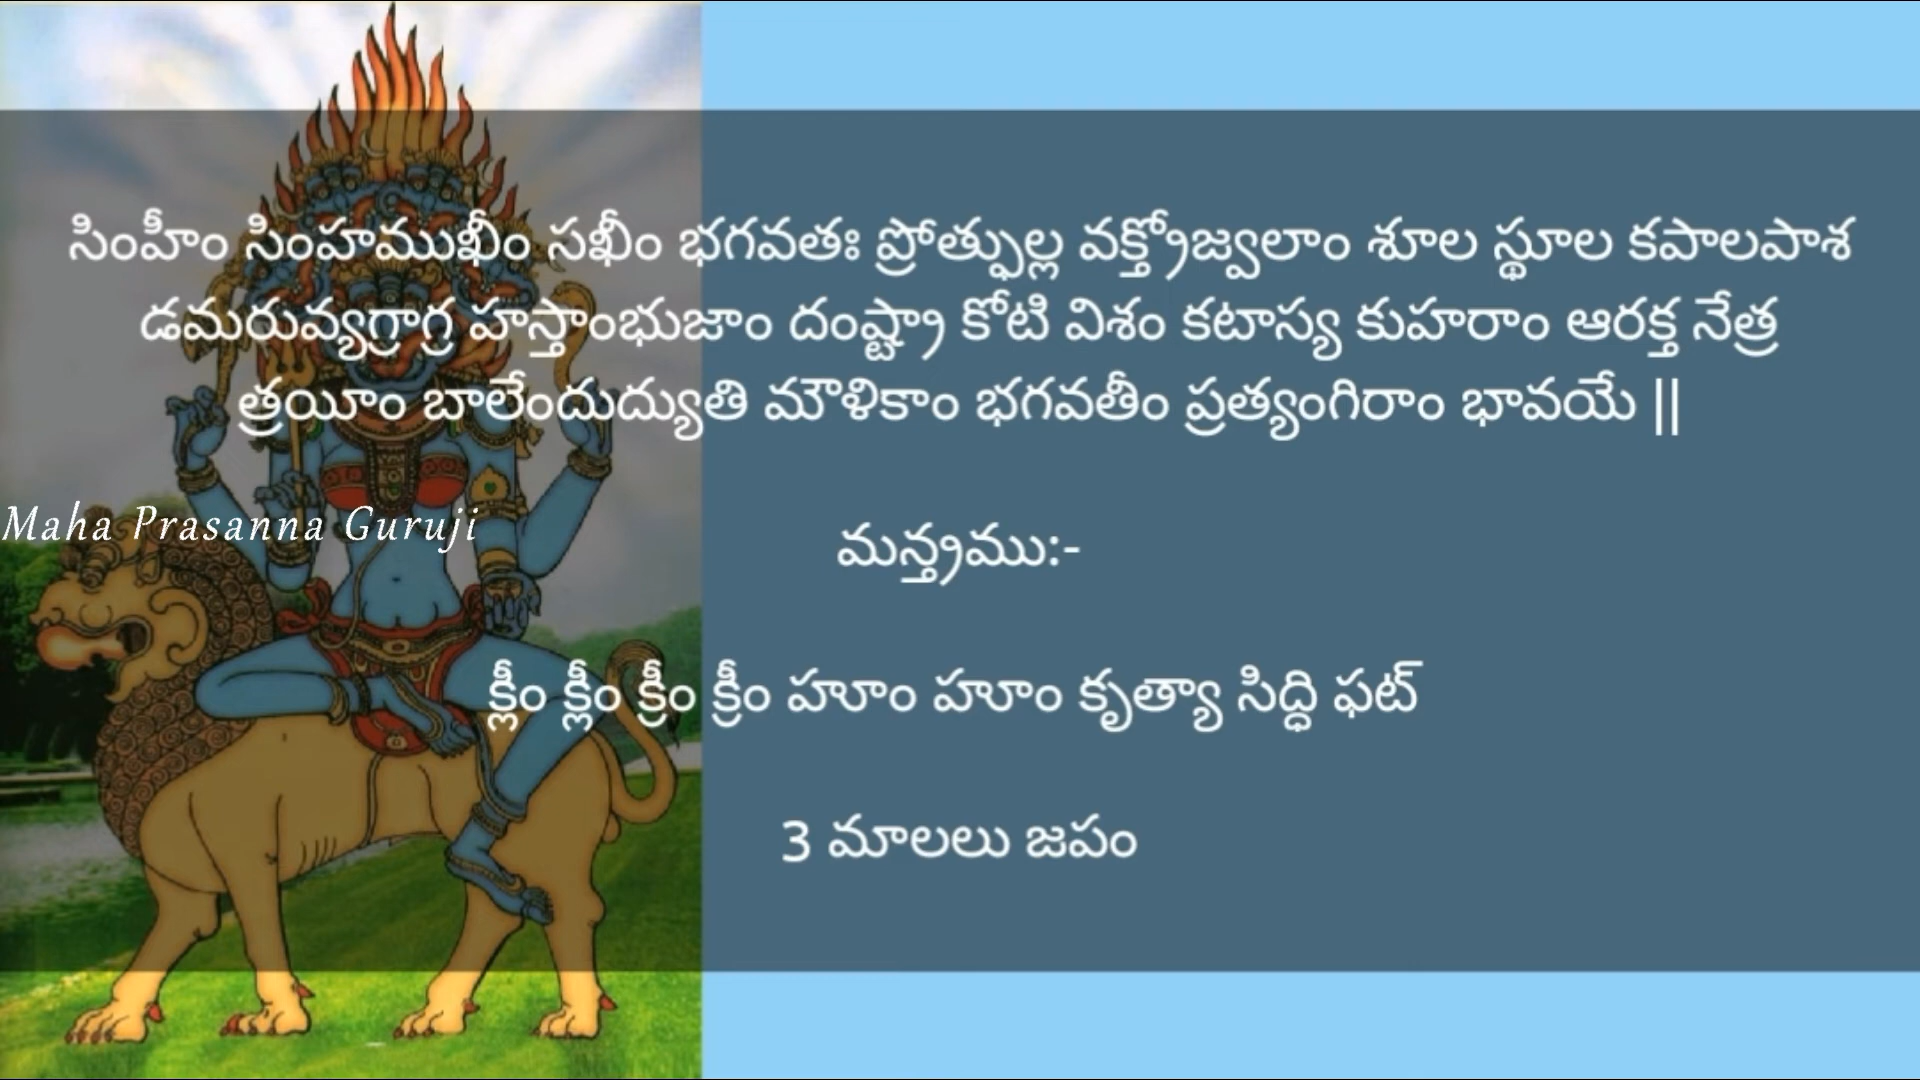 సింహీం సింహముఖీం సఖీం భగవతః ప్రోత్ఫుల్ల వక్త్రోజ్వలాం శూల స్థూల కపాలపాశ
డమరువ్యగ్రాగ్ర హస్తాంభుజాం దంష్ట్రా కోటి విశం కటాస్య కుహరాం ఆరక్త నేత్ర
త్రయీం బాలేందుద్యుతి మౌళికాం భగవతీం ప్రత్యంగిరాం భావయే ||
Maha Prasanna Guruji
మన్త్రము:-
క్లీం క్లీం క్రీం క్రీం హూం హూం కృత్యా సిద్ధి ఫట్
3 మాలలు జపం